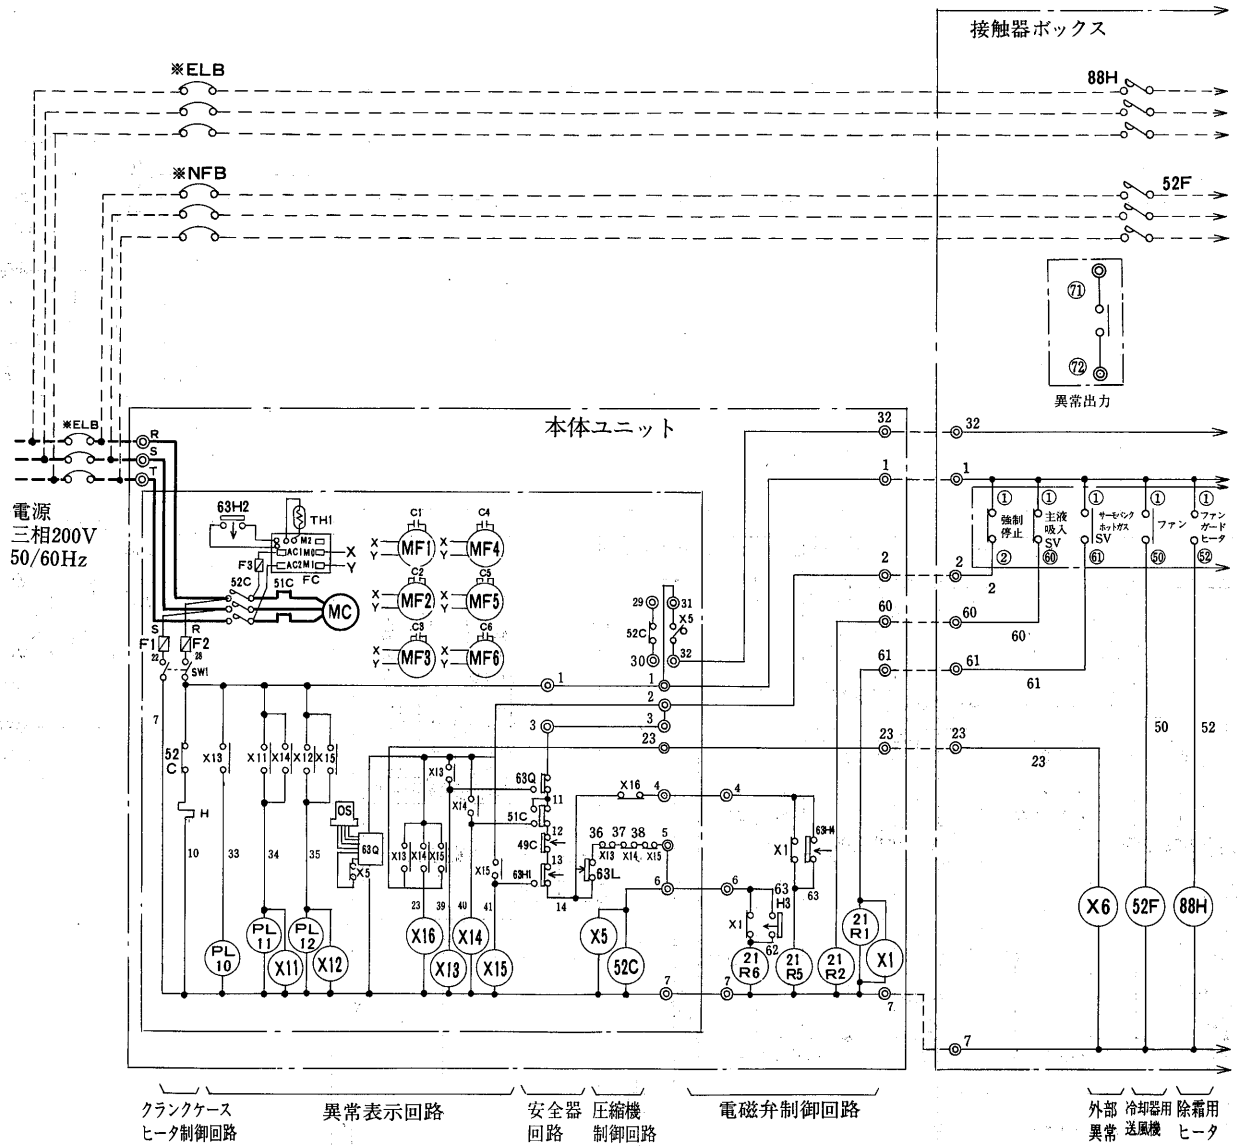 接触器ボックス
※ELB
88H
※NFB
52F
71
72
異常出力
※ELB
本体ユニット
R
S
T
32
32
1
1
電源
三相200V
50/60Hz
63H2
TH1
M2
AC1 M0
AC2 M1
FC
X
Y
F3
52C
51C
MC
C1
X
Y
MF1
C4
MF4
C2
X
Y
MF2
C5
MF5
C3
X
Y
MF3
C6
MF6
① 強制停止 ②
① 主液吸入SV 60
① サーモバンクホットガスSV 61
① ファン 50
① ファンガードヒータ 52
2
2
2
60
60
60
61
61
61
29
52C
30
31
X5
32
S
R
F1
F2
22
28
SW1
1
1
2
3
3
23
23
23
23
50
52
7
52C
X13
X11
X14
X12
X15
H
10
33
34
35
OS
63Q
X5
X13
X14
X15
X13
X14
X15
23
39
40
41
63Q
11
51C
12
49C
13
63H1
14
X16
4
4
36 37 38 5
X13 X14 X15
63L
6
6
X1
63H4
63
X1
63H3
62
PL10
PL11
X11
PL12
X12
X16
X13
X14
X15
X5
52C
21R6
21R5
21R2
21R1
X1
X6
52F
88H
7
7
7
7
クランクケース
ヒータ制御回路
異常表示回路
安全器
回路
圧縮機
制御回路
電磁弁制御回路
外部
異常
冷却器用
送風機
除霜用
ヒータ